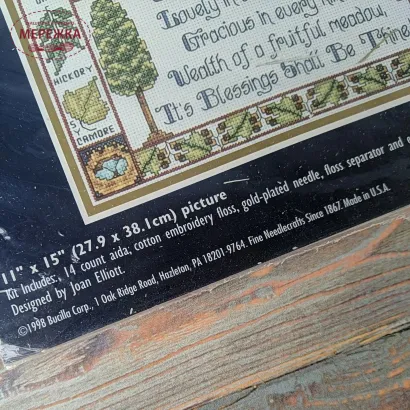 МЕРЕЖКА
Lovely in
Gracious in every
Wealth of a fruitful meadow,
It's Blessings Shall Be Thine
HICKORY
SYCAMORE
11" x 15" (27.9 x 38.1cm) picture
Kit Includes: 14 count aida; cotton embroidery floss, gold-plated needle, floss separator and
Designed by Joan Elliott.
©1998 Bucilla Corp., 1 Oak Ridge Road, Hazleton, PA 18201-9764. Fine Needlecrafts Since 1867. Made in U.S.A.